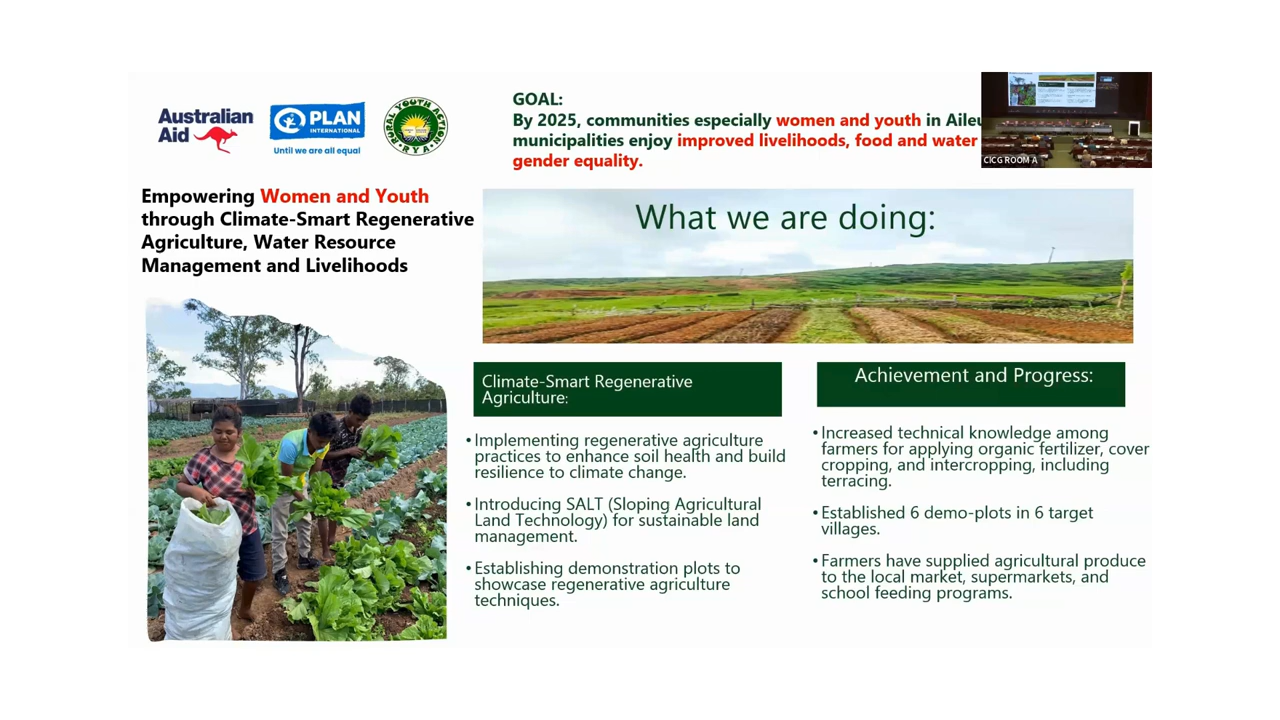 Australian
Aid
PLAN
INTERNATIONAL
Until we are all equal
RURAL YOUTH ACTION
R.Y.A
GOAL:
By 2025, communities especially women and youth in
municipalities enjoy improved livelihoods, food and water
gender equality.
CICG ROOM A
Empowering Women and Youth
through Climate-Smart Regenerative
Agriculture, Water Resource
Management and Livelihoods
What we are doing:
Climate-Smart Regenerative
Agriculture:
•Implementing regenerative agriculture
practices to enhance soil health and build
resilience to climate change.
•Introducing SALT (Sloping Agricultural
Land Technology) for sustainable land
management.
•Establishing demonstration plots to
showcase regenerative agriculture
techniques.
Achievement and Progress:
•Increased technical knowledge among
farmers for applying organic fertilizer, cover
cropping, and intercropping, including
terracing.
•Established 6 demo-plots in 6 target
villages.
•Farmers have supplied agricultural produce
to the local market, supermarkets, and
school feeding programs.